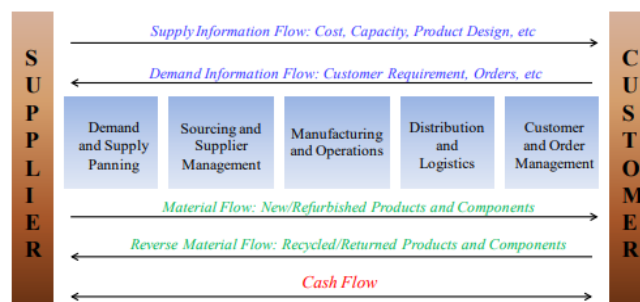 SUPPLIER
Supply Information Flow: Cost, Capacity, Product Design, etc
Demand Information Flow: Customer Requirement, Orders, etc
Demand
and Supply
Panning
Sourcing and
Supplier
Management
Manufacturing
and Operations
Distribution
and
Logistics
Customer
and Order
Management
Material Flow: New/Refurbished Products and Components
Reverse Material Flow: Recycled/Returned Products and Components
Cash Flow
CUSTOMER